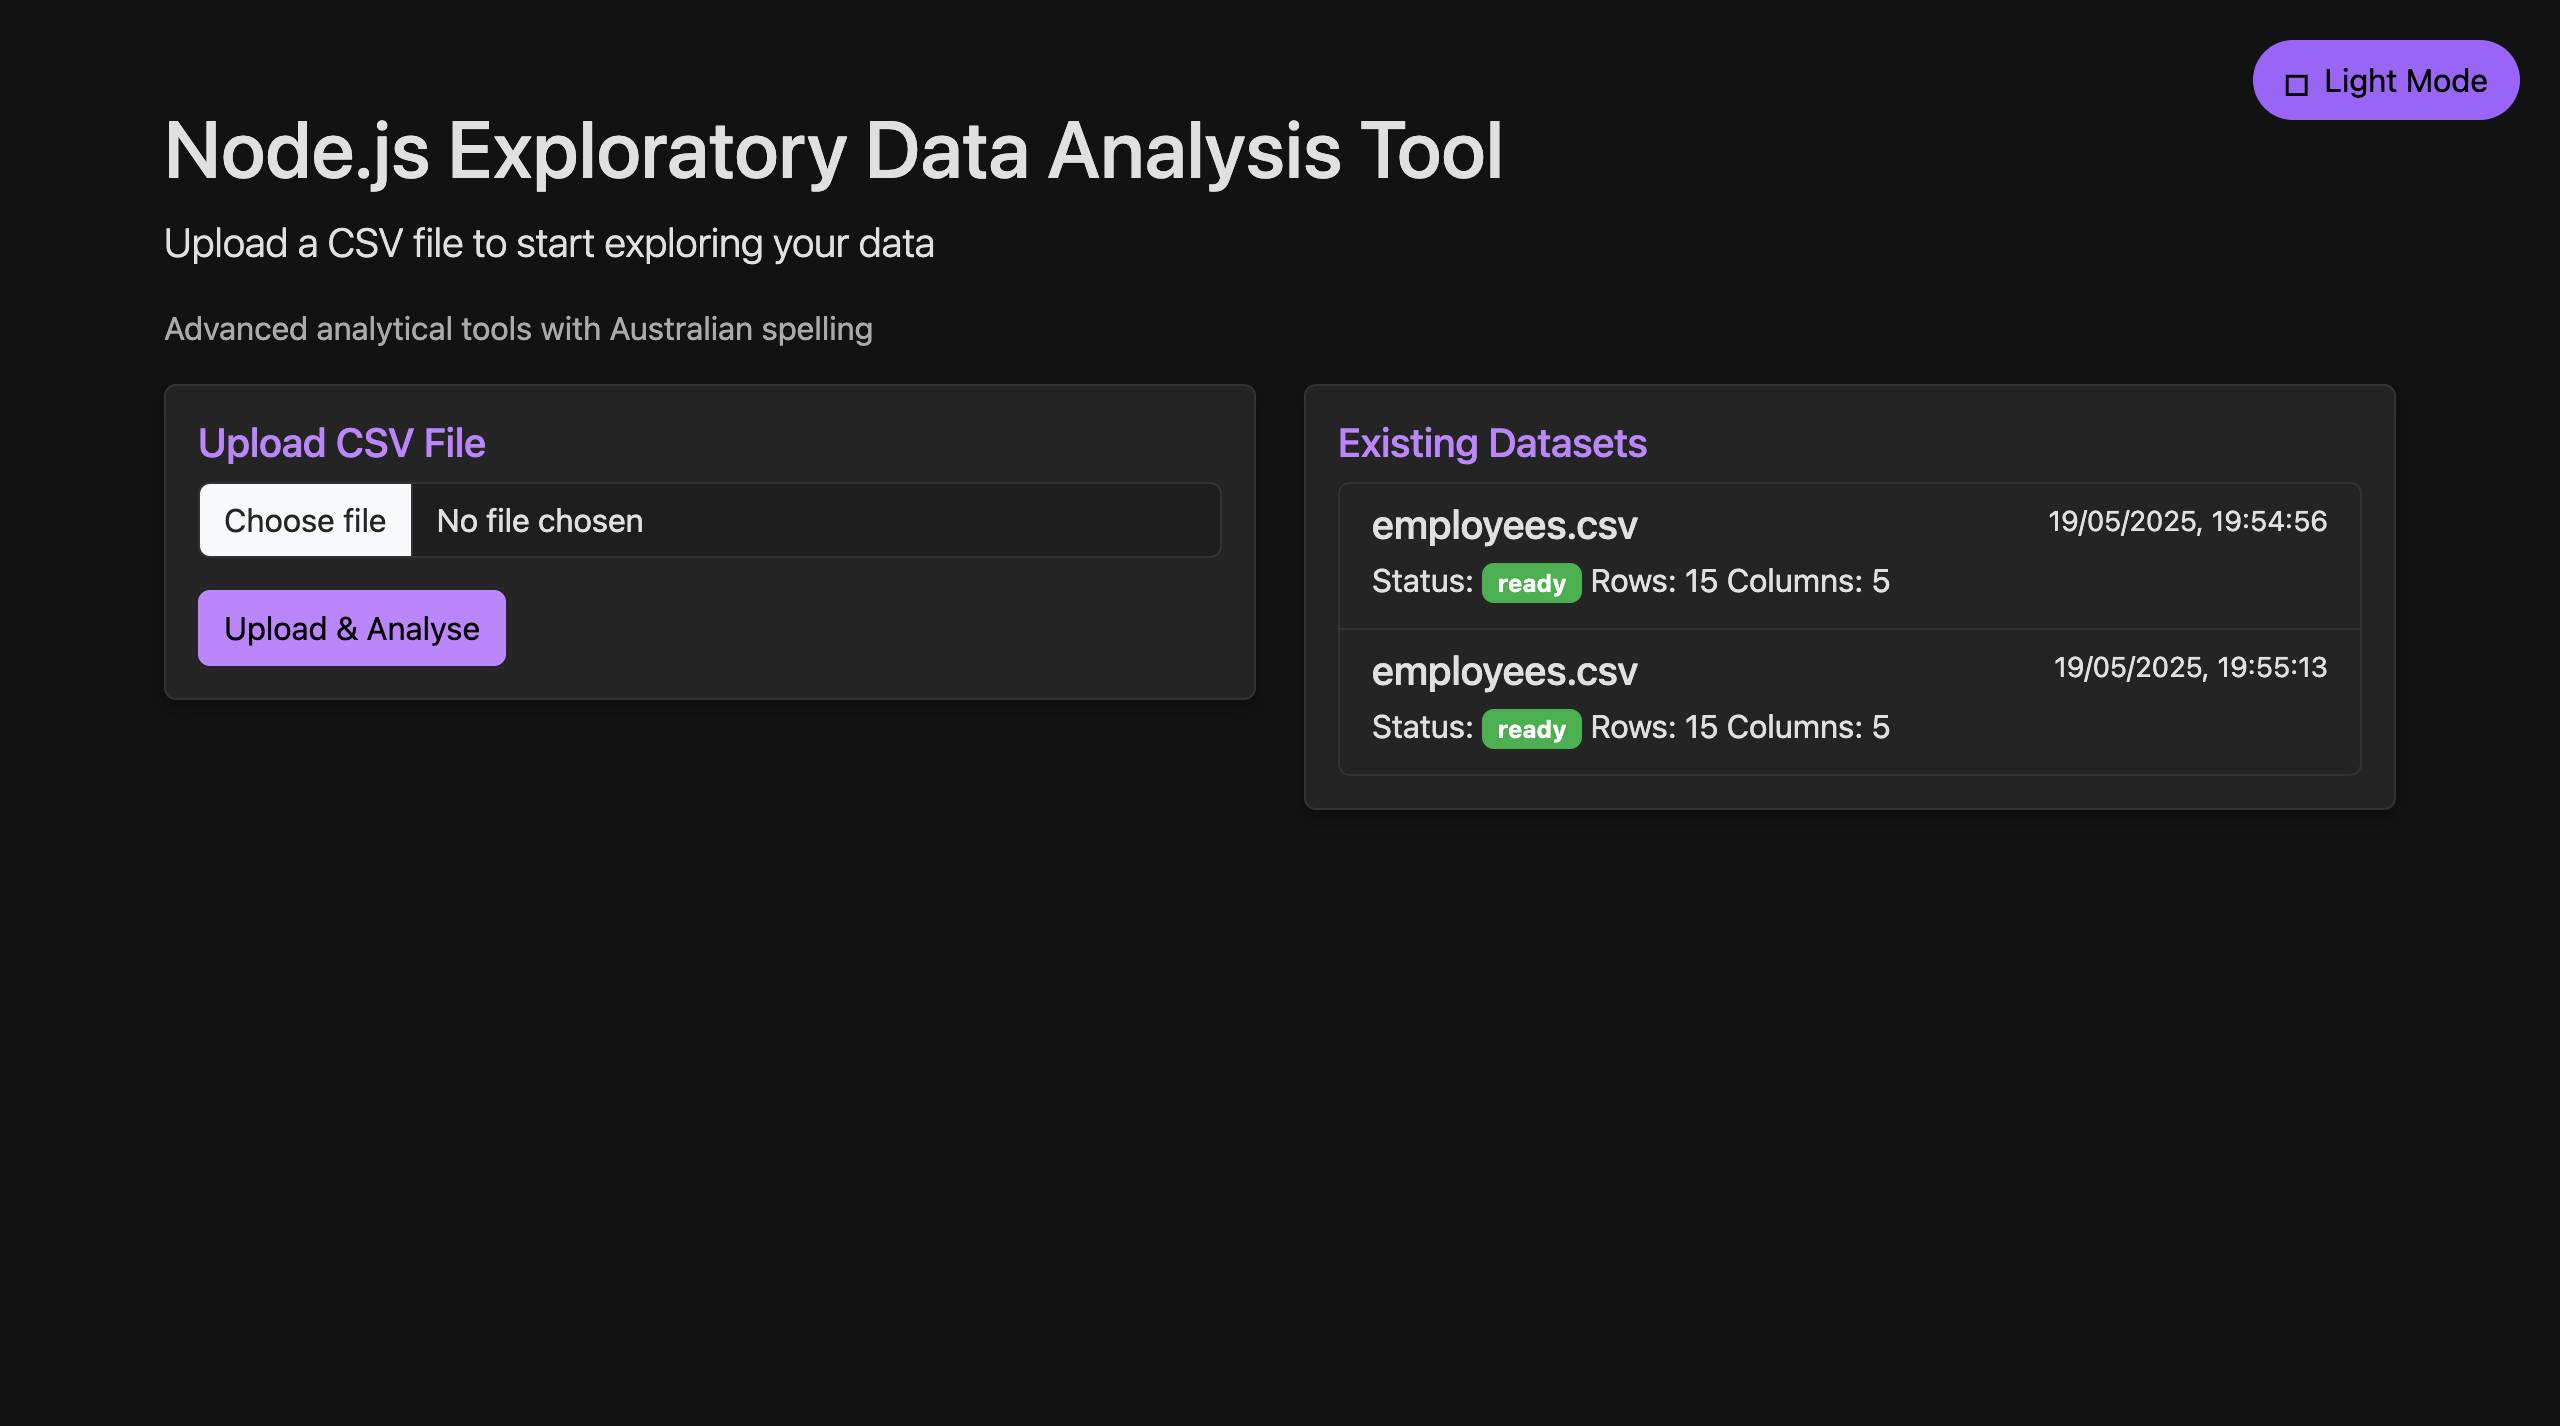 Light Mode
Node.js Exploratory Data Analysis Tool
Upload a CSV file to start exploring your data
Advanced analytical tools with Australian spelling
Upload CSV File
Choose file No file chosen
Upload & Analyse
Existing Datasets
employees.csv 19/05/2025, 19:54:56
Status: ready Rows: 15 Columns: 5
employees.csv 19/05/2025, 19:55:13
Status: ready Rows: 15 Columns: 5